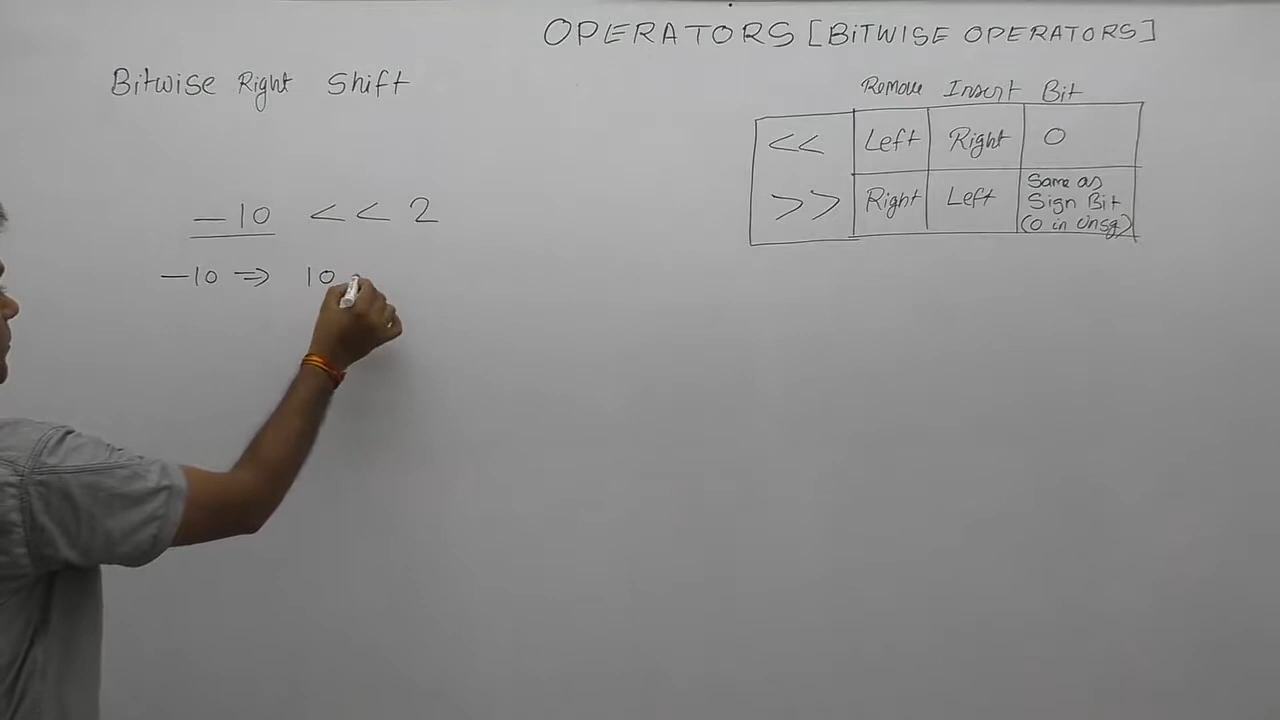 OPERATORS [BITWISE OPERATORS]
Bitwise Right Shift
Remove Insert Bit
<< Left Right 0
>> Right Left Same as Sign Bit (0 in Unsg)
-10 << 2
-10 => 10